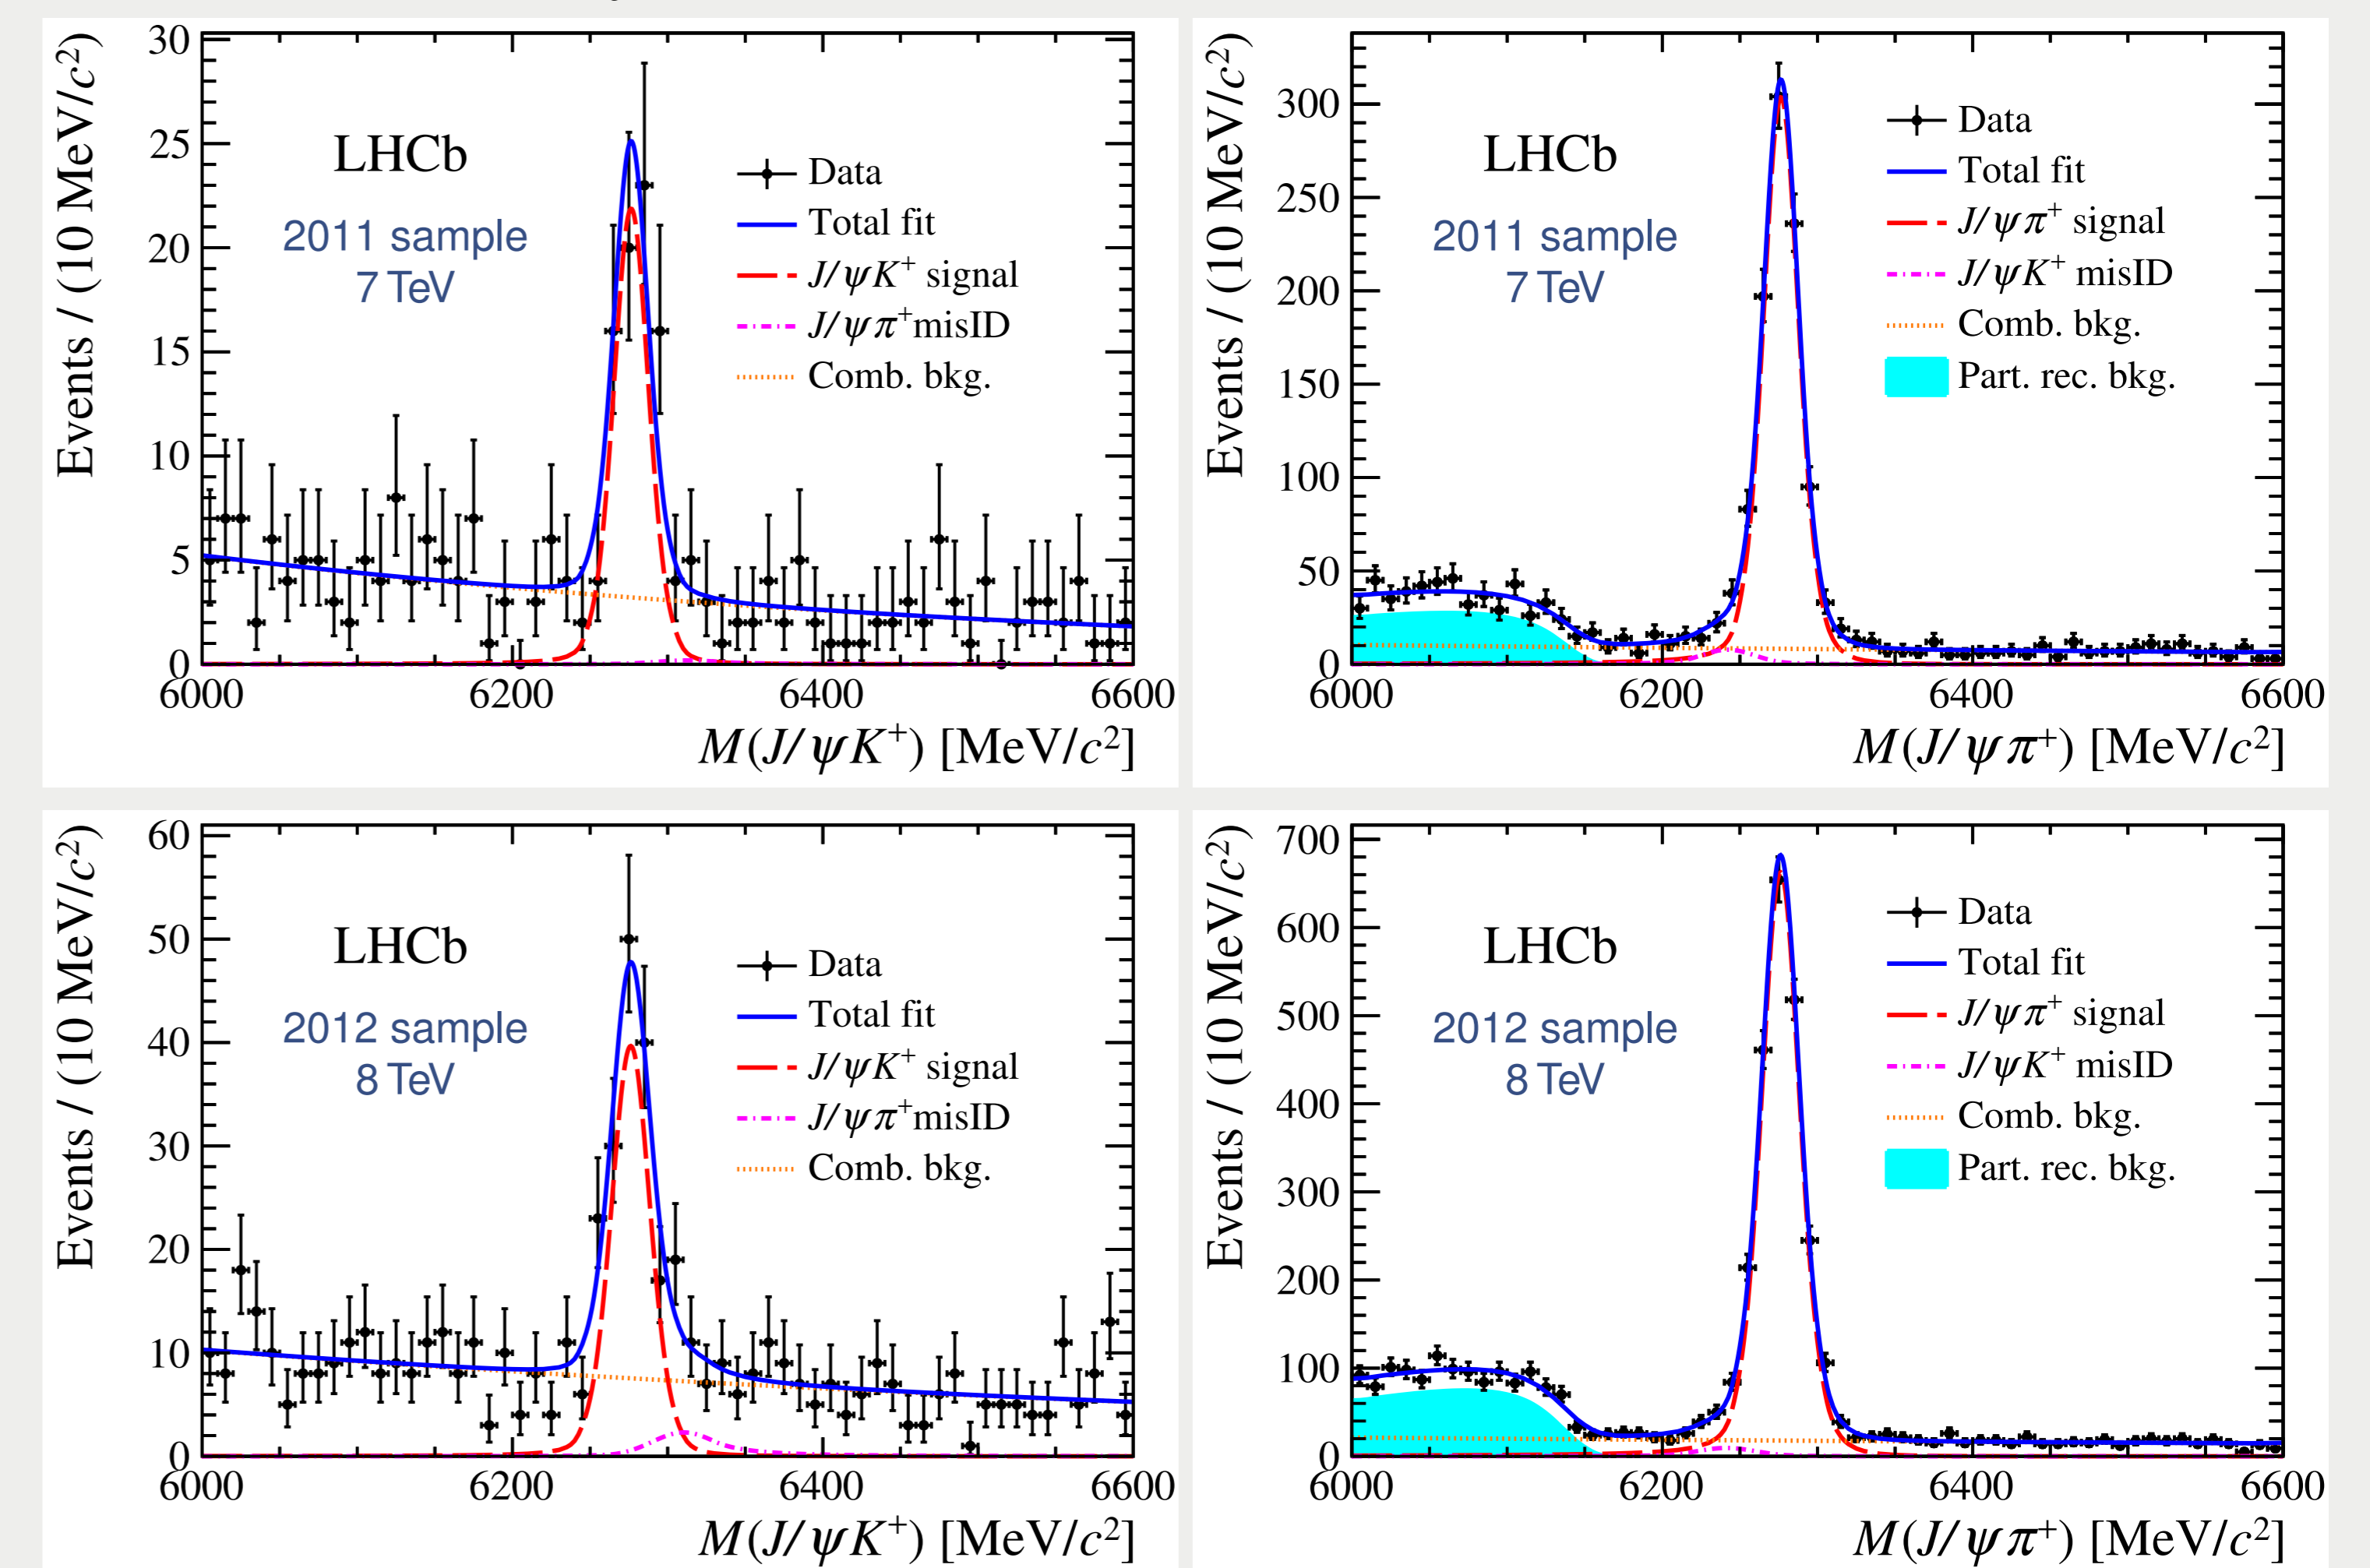 Events / (10 MeV/c²)
30
25
20
15
10
5
0
LHCb
2011 sample
7 TeV
Data
Total fit
J/ψK⁺ signal
J/ψπ⁺misID
Comb. bkg.
6000
6200
6400
6600
M(J/ψK⁺) [MeV/c²]
Events / (10 MeV/c²)
300
250
200
150
100
50
0
LHCb
2011 sample
7 TeV
Data
Total fit
J/ψπ⁺ signal
J/ψK⁺ misID
Comb. bkg.
Part. rec. bkg.
6000
6200
6400
6600
M(J/ψπ⁺) [MeV/c²]
Events / (10 MeV/c²)
60
50
40
30
20
10
0
LHCb
2012 sample
8 TeV
Data
Total fit
J/ψK⁺ signal
J/ψπ⁺misID
Comb. bkg.
6000
6200
6400
6600
M(J/ψK⁺) [MeV/c²]
Events / (10 MeV/c²)
700
600
500
400
300
200
100
0
LHCb
2012 sample
8 TeV
Data
Total fit
J/ψπ⁺ signal
J/ψK⁺ misID
Comb. bkg.
Part. rec. bkg.
6000
6200
6400
6600
M(J/ψπ⁺) [MeV/c²]